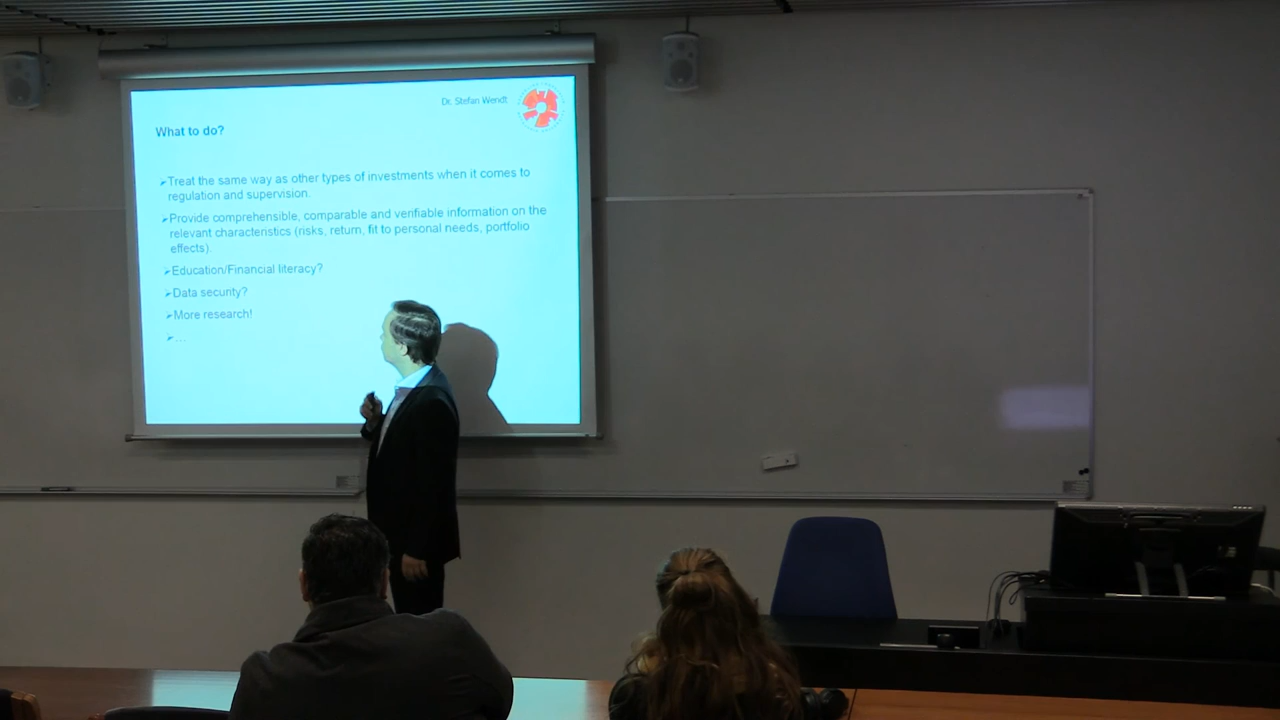 Dr. Stefan Wendt
What to do?
➢Treat the same way as other types of investments when it comes to
regulation and supervision.
➢Provide comprehensible, comparable and verifiable information on the
relevant characteristics (risks, return, fit to personal needs, portfolio
effects).
➢Education/Financial literacy?
➢Data security?
➢More research!
➢...